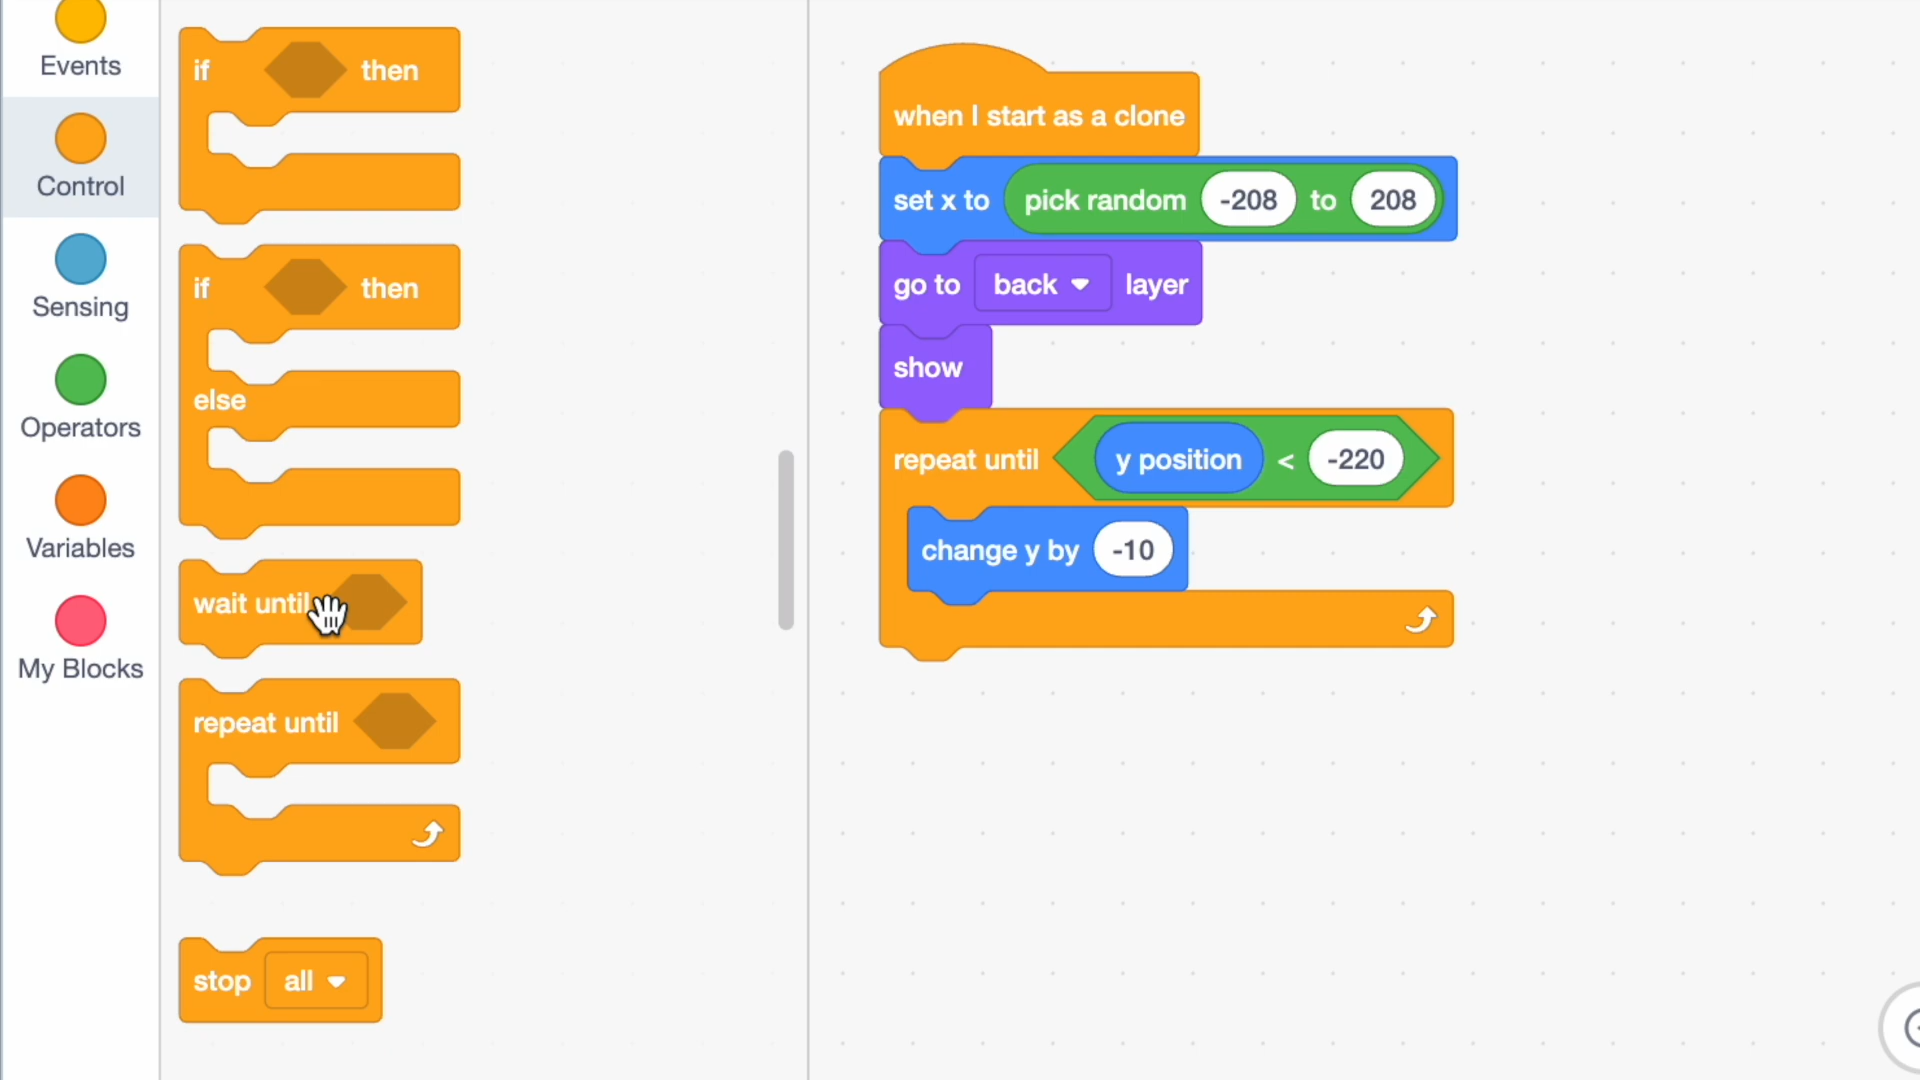 Events
Control
Sensing
Operators
Variables
My Blocks
if then
if then
else
wait until
repeat until
stop all
when I start as a clone
set x to pick random -208 to 208
go to back layer
show
repeat until y position < -220
change y by -10